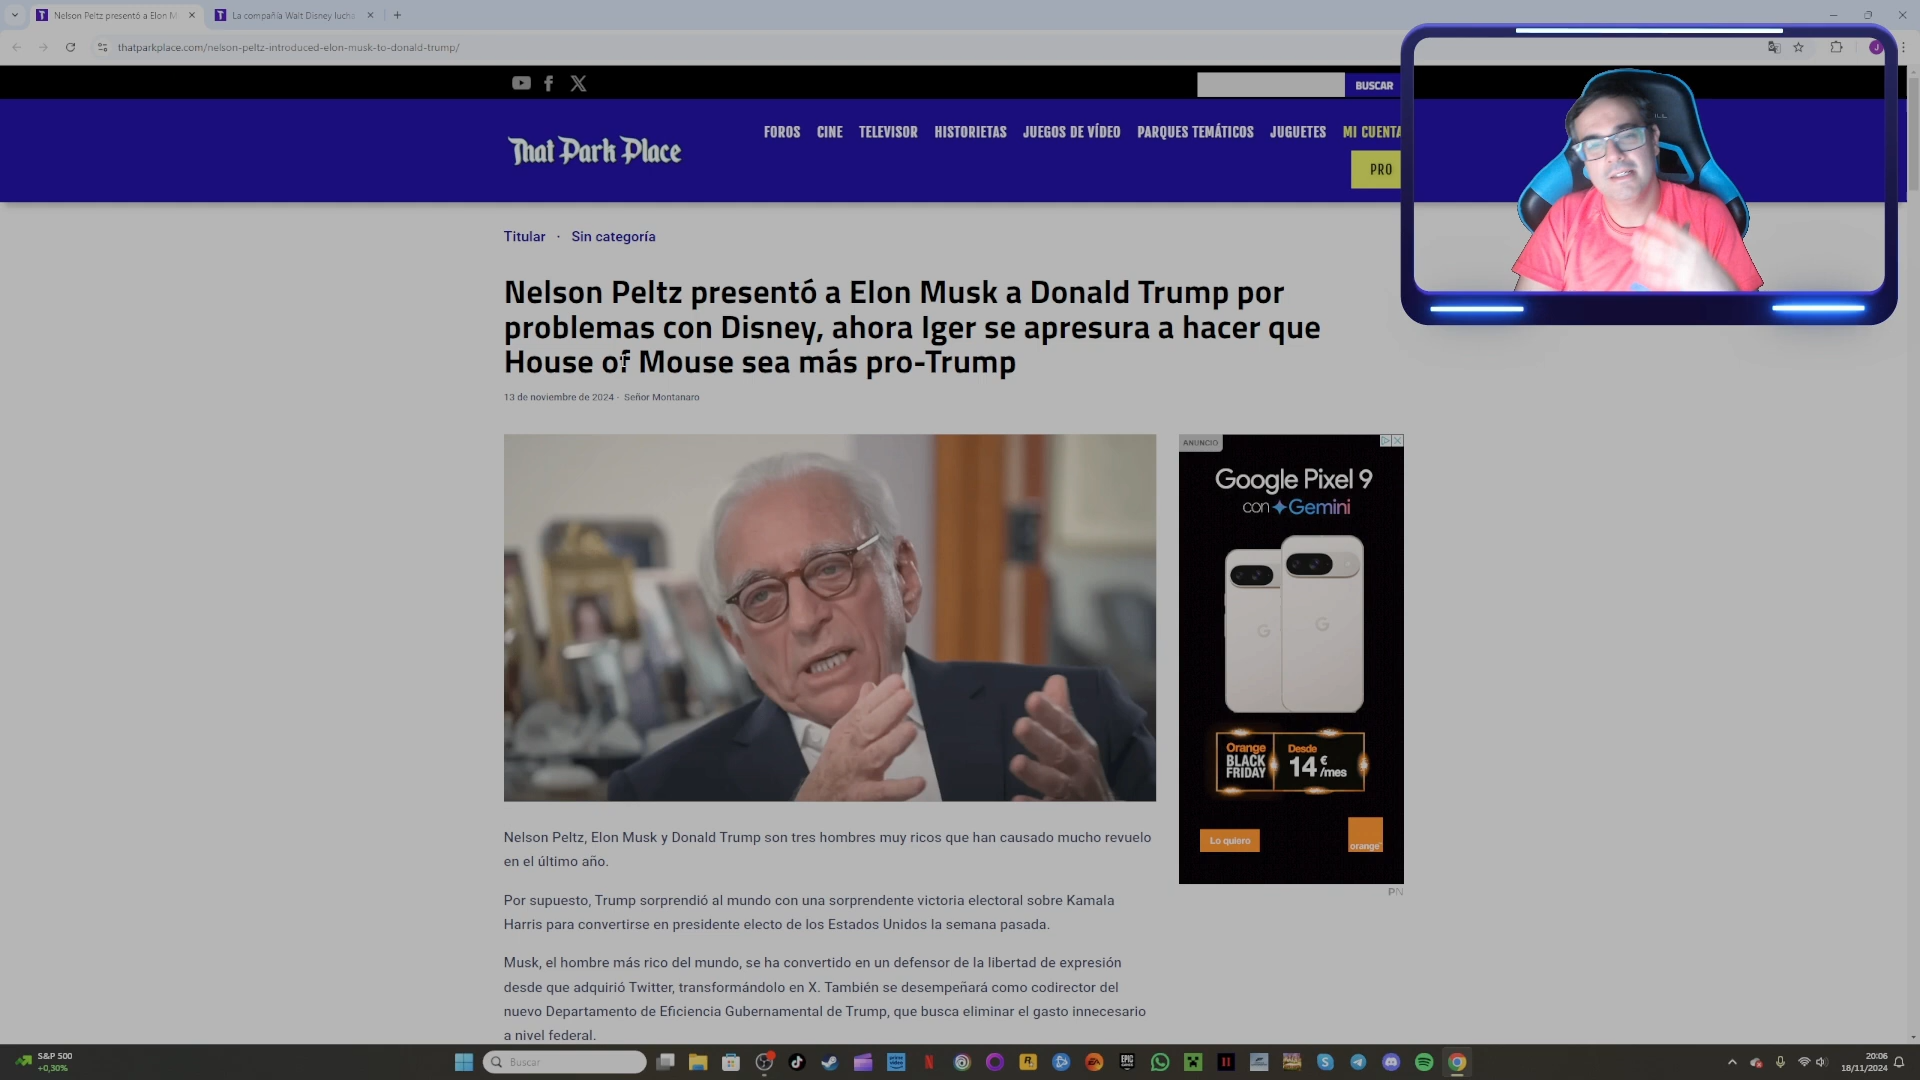 Nelson Peltz presentó a Elon M
La compañía Walt Disney lucha
thatparkplace.com/nelson-peltz-introduced-elon-musk-to-donald-trump/
J
BUSCAR
That Park Place
FOROS CINE TELEVISOR HISTORIETAS JUEGOS DE VÍDEO PARQUES TEMÁTICOS JUGUETES MI CUENTA
PRO
Titular · Sin categoría
Nelson Peltz presentó a Elon Musk a Donald Trump por
problemas con Disney, ahora Iger se apresura a hacer que
House of Mouse sea más pro-Trump
13 de noviembre de 2024 · Señor Montanaro
ANUNCIO
Google Pixel 9
con Gemini
Orange
BLACK
FRIDAY
Desde
14 €/mes
Lo quiero
orange
PN
Nelson Peltz, Elon Musk y Donald Trump son tres hombres muy ricos que han causado mucho revuelo
en el último año.
Por supuesto, Trump sorprendió al mundo con una sorprendente victoria electoral sobre Kamala
Harris para convertirse en presidente electo de los Estados Unidos la semana pasada.
Musk, el hombre más rico del mundo, se ha convertido en un defensor de la libertad de expresión
desde que adquirió Twitter, transformándolo en X. También se desempeñará como codirector del
nuevo Departamento de Eficiencia Gubernamental de Trump, que busca eliminar el gasto innecesario
a nivel federal.
S&P 500
+0,30%
Buscar
20:06
18/11/2024